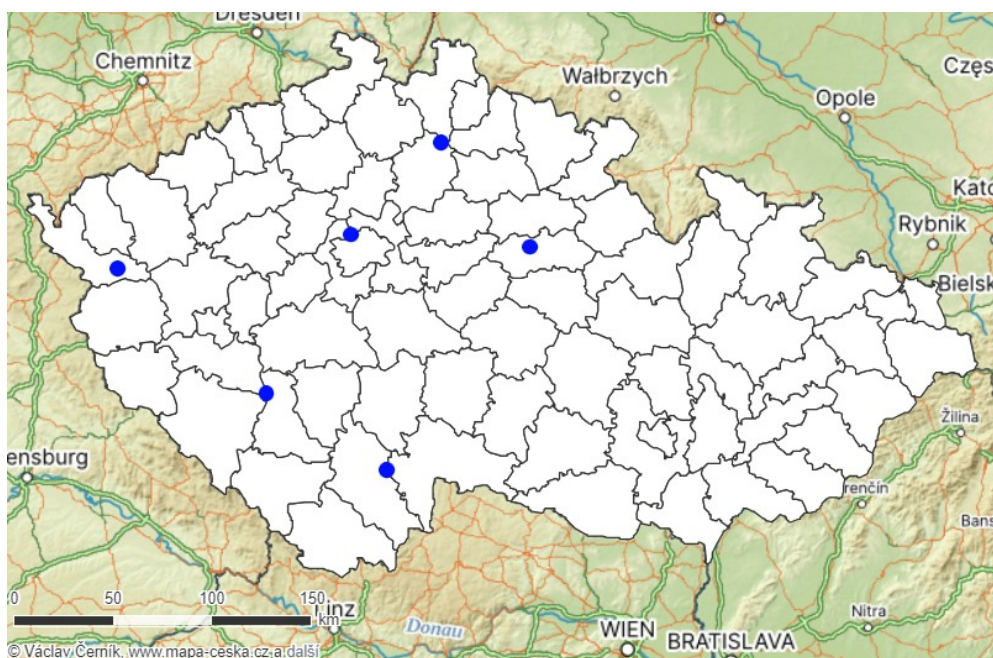 Dresden
Chemnitz
Wałbrzych
Częs
Opole
Kato
Rybnik
Bielsk
Žilina
ensburg
renčín
Bans
0 50 100 150
km
Linz
Nitra
Donau
WIEN
BRATISLAVA
© Václav Černík, www.mapa-ceska.cz a další